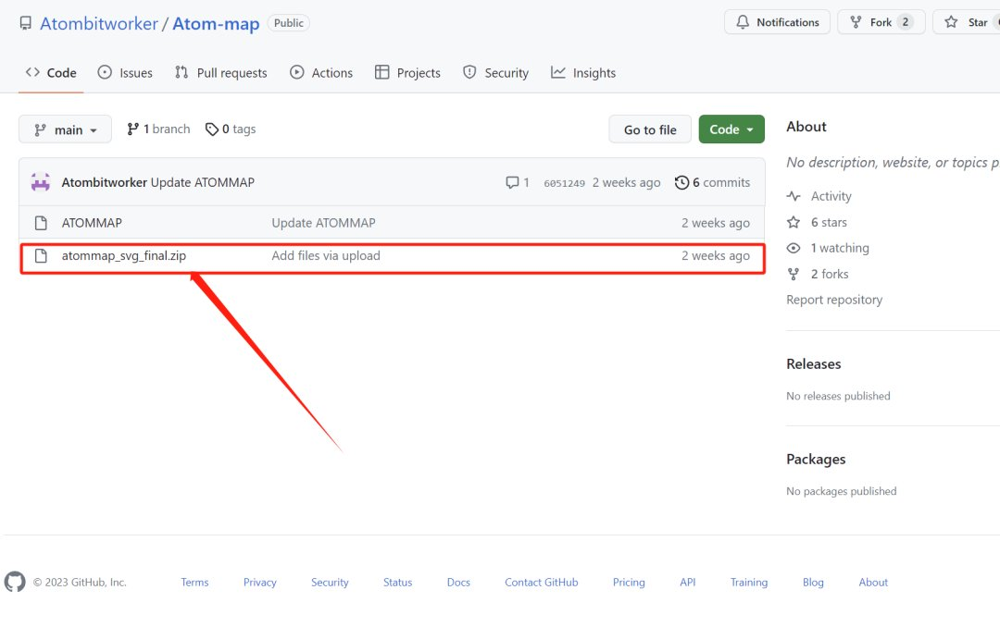 Atombitworker / Atom-map Public
Notifications Fork 2 Star
Code Issues Pull requests Actions Projects Security Insights
main 1 branch 0 tags Go to file Code
Atombitworker Update ATOMMAP 1 6051249 2 weeks ago 6 commits
ATOMMAP Update ATOMMAP 2 weeks ago
atommap_svg_final.zip Add files via upload 2 weeks ago
About
No description, website, or topics p
Activity
6 stars
1 watching
2 forks
Report repository
Releases
No releases published
Packages
No packages published
© 2023 GitHub, Inc. Terms Privacy Security Status Docs Contact GitHub Pricing API Training Blog About